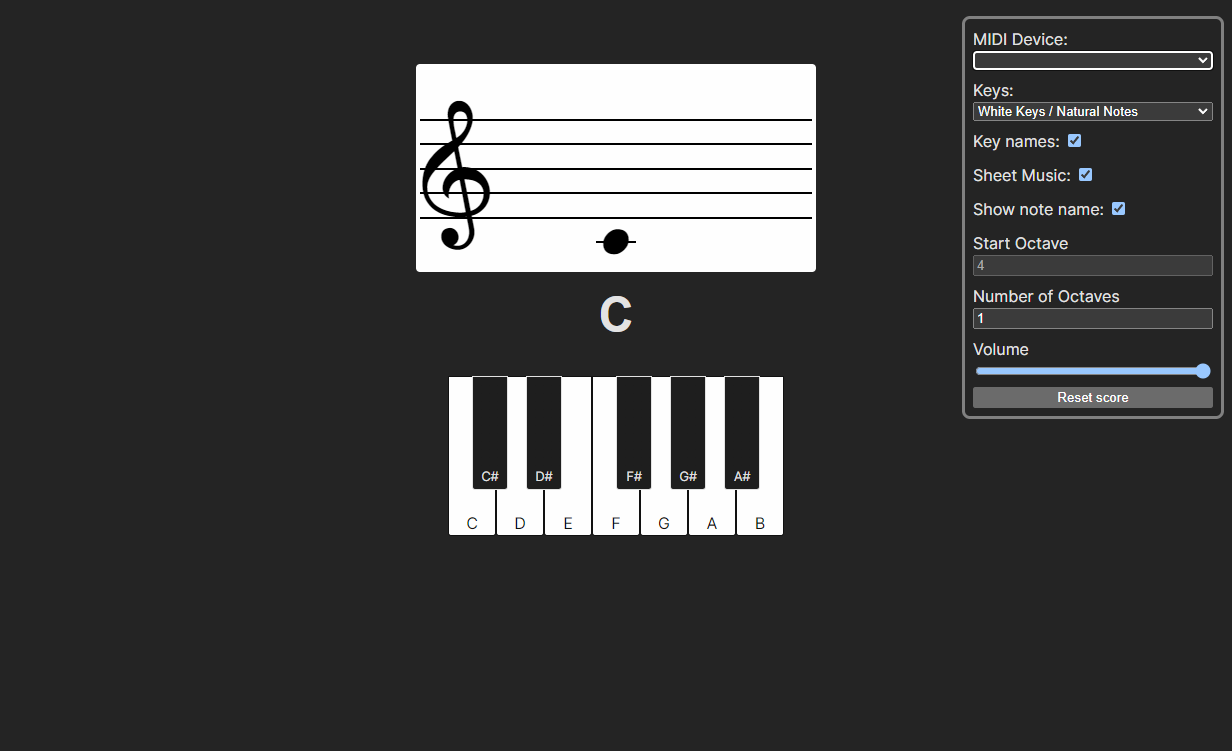 MIDI Device:
Keys:
White Keys / Natural Notes
Key names:
Sheet Music:
Show note name:
Start Octave
4
Number of Octaves
1
Volume
Reset score
C
C# D# F# G# A#
C D E F G A B